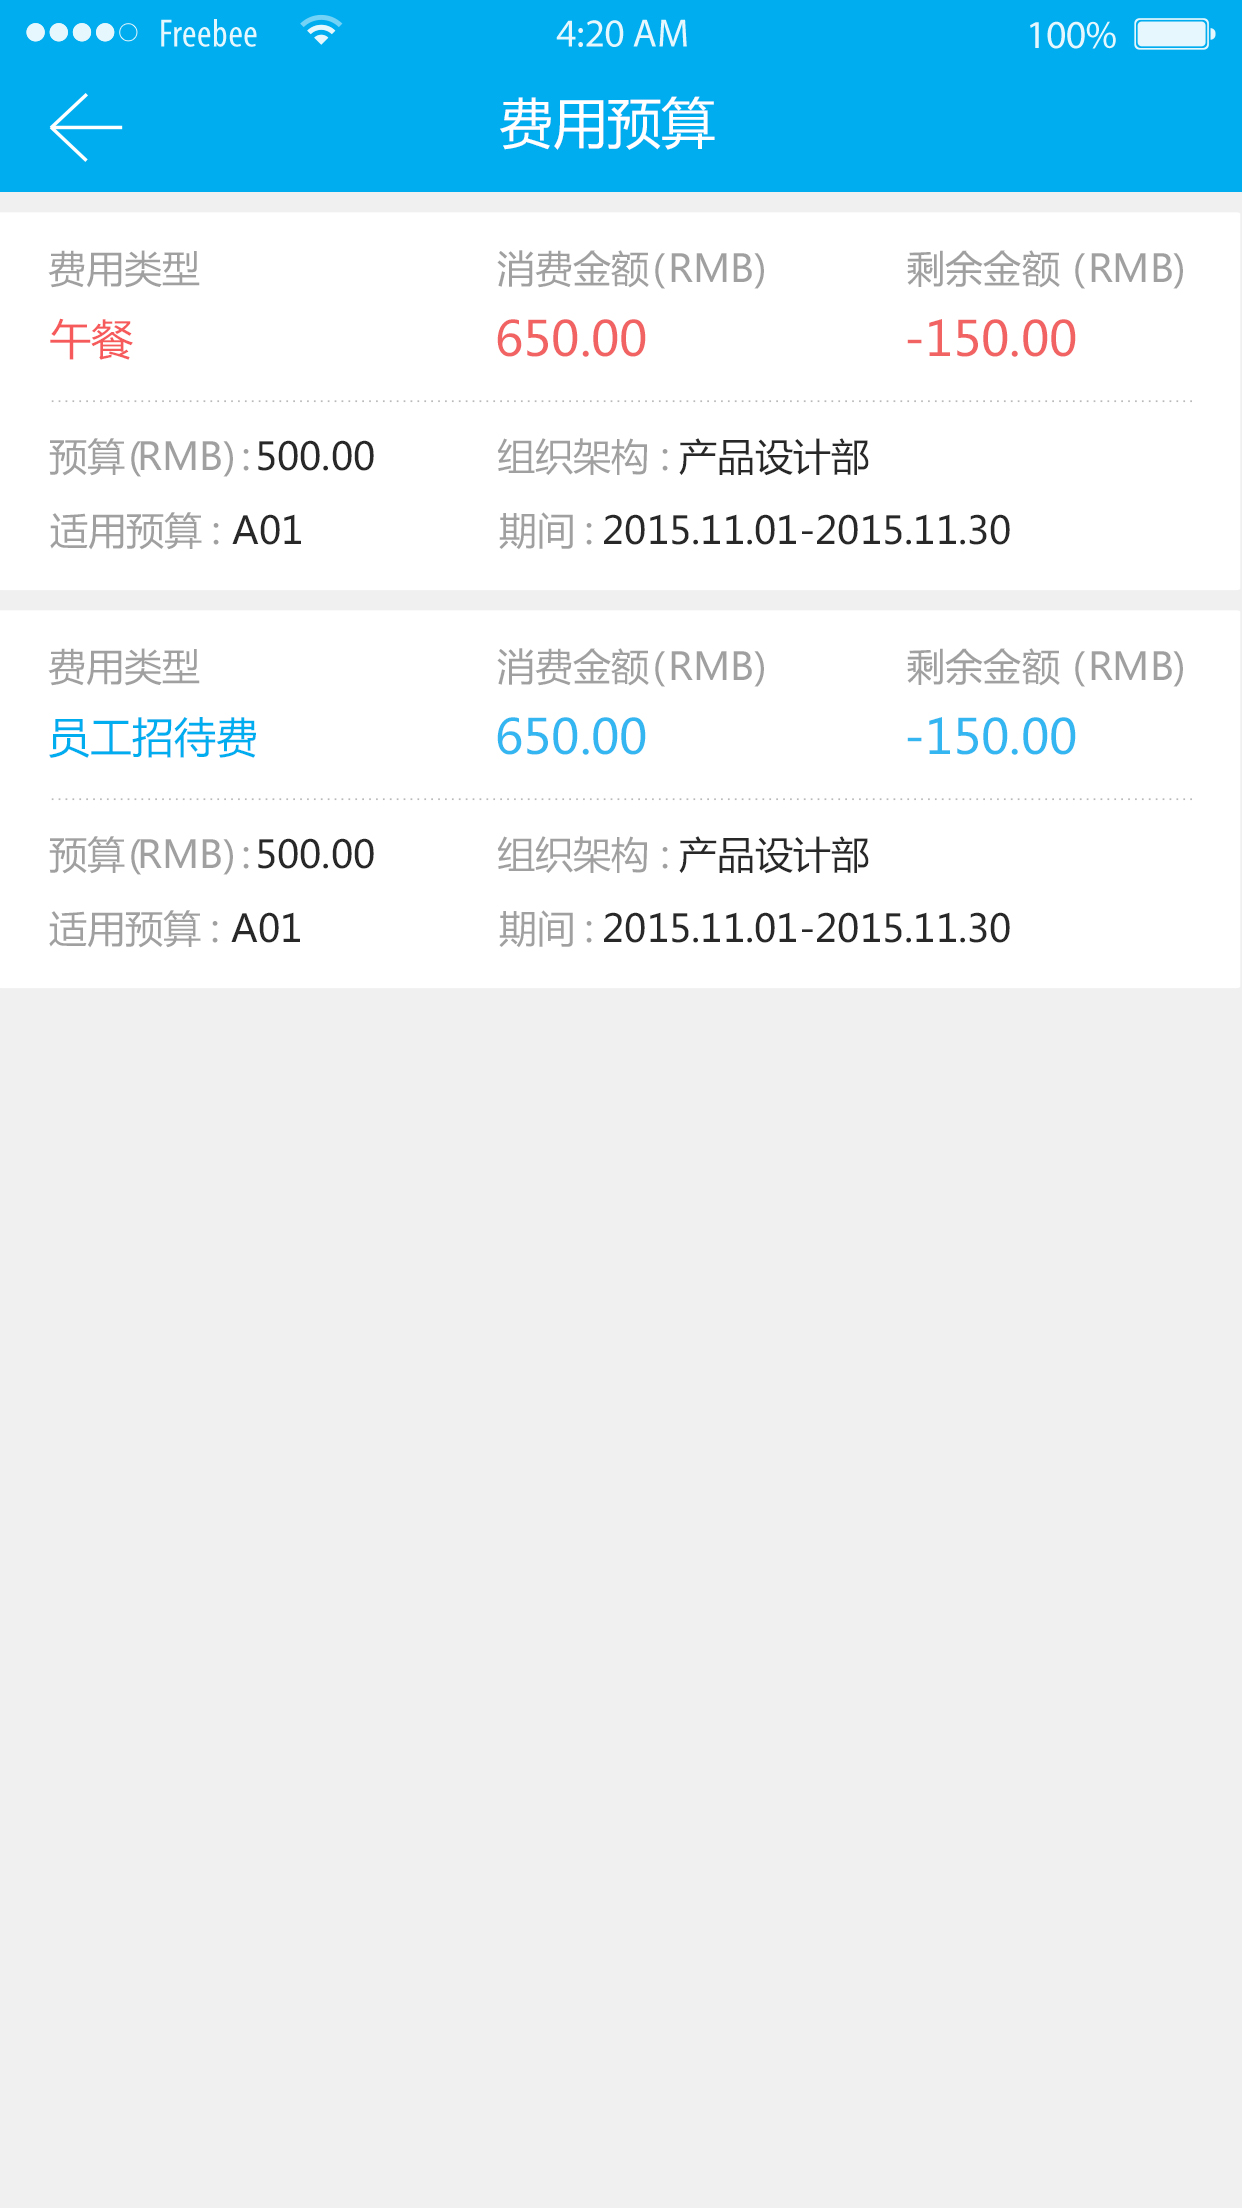 Freebee 4:20 AM 100%
费用预算
费用类型 消费金额(RMB) 剩余金额 (RMB)
午餐 650.00 -150.00
预算(RMB) : 500.00 组织架构 : 产品设计部
适用预算 : A01 期间 : 2015.11.01-2015.11.30
费用类型 消费金额(RMB) 剩余金额 (RMB)
员工招待费 650.00 -150.00
预算(RMB) : 500.00 组织架构 : 产品设计部
适用预算 : A01 期间 : 2015.11.01-2015.11.30